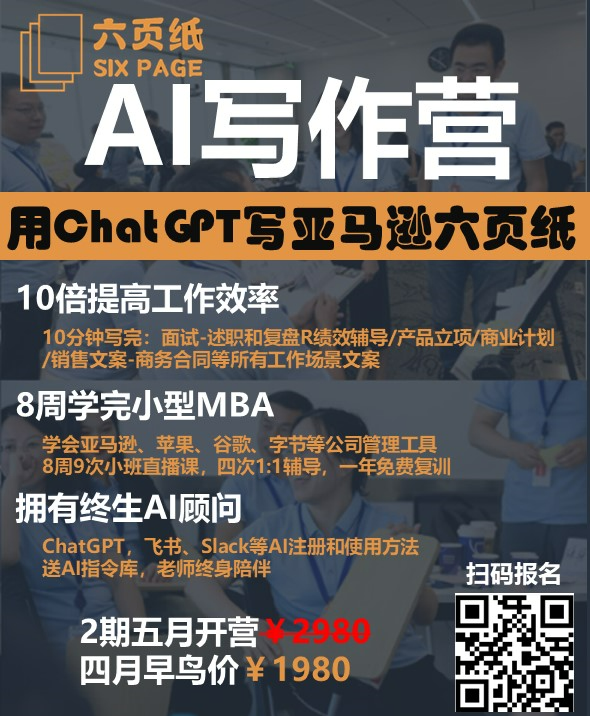 六页纸
SIX PAGE
AI写作营
用ChatGPT写亚马逊六页纸
10倍提高工作效率
10分钟写完：面试-述职和复盘R绩效辅导/产品立项/商业计划
/销售文案-商务合同等所有工作场景文案
8周学完小型MBA
学会亚马逊、苹果、谷歌、字节等公司管理工具
8周9次小班直播课，四次1:1辅导，一年免费复训
拥有终生AI顾问
ChatGPT，飞书、Slack等AI注册和使用方法
送AI指令库，老师终身陪伴
扫码报名
2期五月开营￥2980
四月早鸟价￥1980